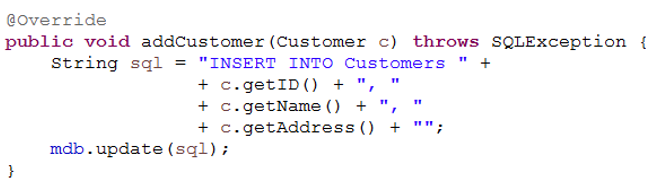 @Override
public void addCustomer(Customer c) throws SQLException {
    String sql = "INSERT INTO Customers " +
                  + c.getID() + ", "
                  + c.getName() + ", "
                  + c.getAddress() + "";
    mdb.update(sql);
}